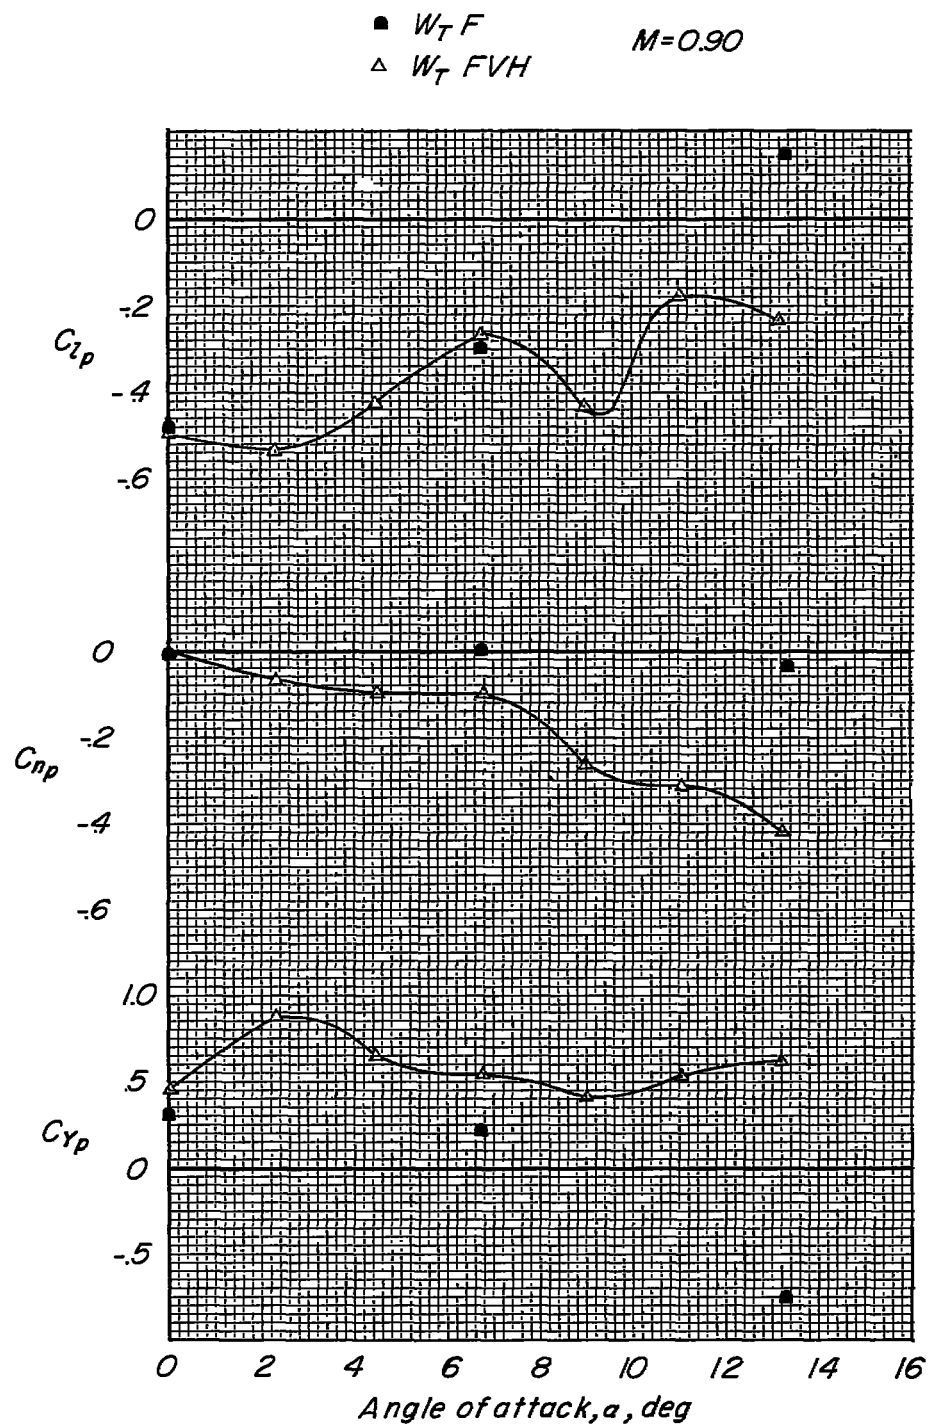 W_T F
M=0.90
W_T FVH
0
-.2
C_lp
-.4
-.6
0
-.2
C_np
-.4
-.6
1.0
.5
C_Yp
0
-.5
0 2 4 6 8 10 12 14 16
Angle of attack, α, deg